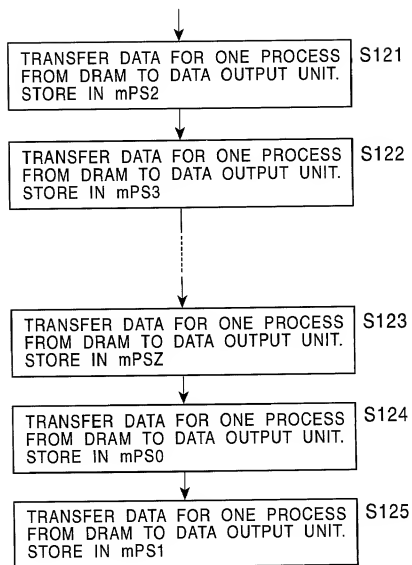 TRANSFER DATA FOR ONE PROCESS
FROM DRAM TO DATA OUTPUT UNIT.
STORE IN mPS2
S121
TRANSFER DATA FOR ONE PROCESS
FROM DRAM TO DATA OUTPUT UNIT.
STORE IN mPS3
S122
TRANSFER DATA FOR ONE PROCESS
FROM DRAM TO DATA OUTPUT UNIT.
STORE IN mPSZ
S123
TRANSFER DATA FOR ONE PROCESS
FROM DRAM TO DATA OUTPUT UNIT.
STORE IN mPS0
S124
TRANSFER DATA FOR ONE PROCESS
FROM DRAM TO DATA OUTPUT UNIT.
STORE IN mPS1
S125